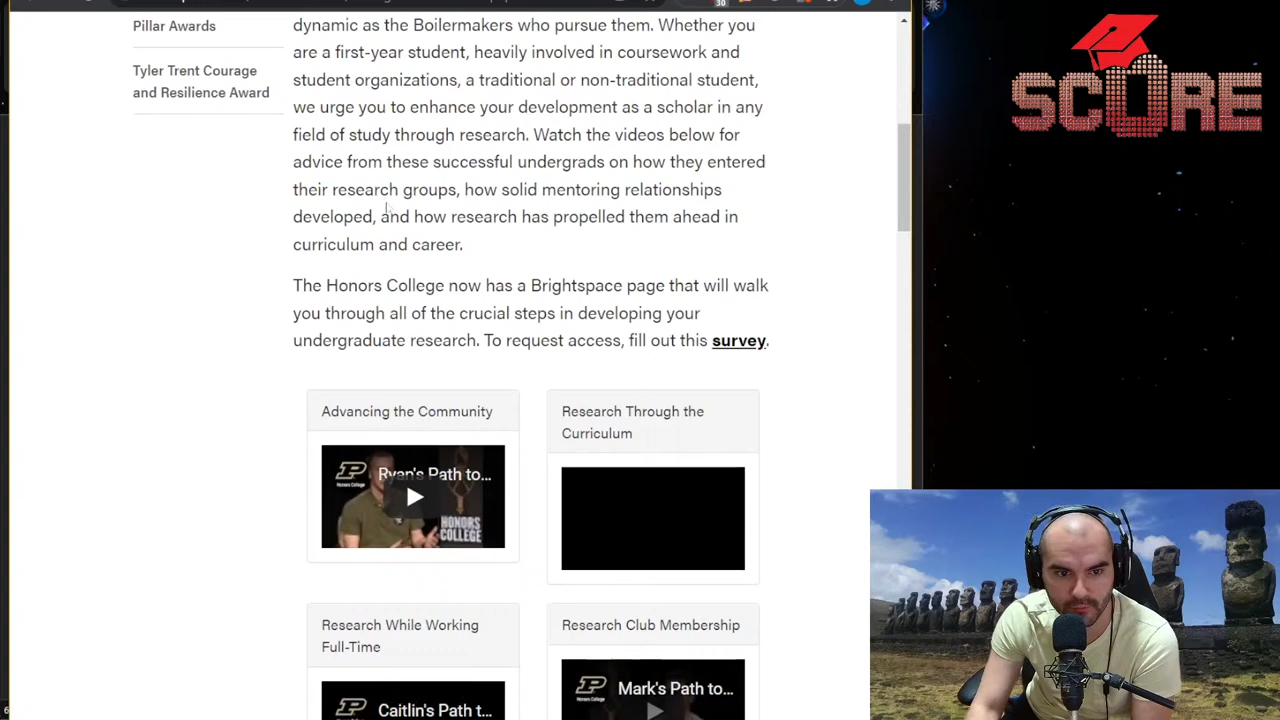 Pillar Awards
Tyler Trent Courage
and Resilience Award
dynamic as the Boilermakers who pursue them. Whether you
are a first-year student, heavily involved in coursework and
student organizations, a traditional or non-traditional student,
we urge you to enhance your development as a scholar in any
field of study through research. Watch the videos below for
advice from these successful undergrads on how they entered
their research groups, how solid mentoring relationships
developed, and how research has propelled them ahead in
curriculum and career.
The Honors College now has a Brightspace page that will walk
you through all of the crucial steps in developing your
undergraduate research. To request access, fill out this survey.
Advancing the Community
P
Honors College
Ryan's Path to...
HONORS
COLLEGE
Research Through the
Curriculum
Research While Working
Full-Time
P
Caitlin's Path t...
Research Club Membership
P
Honors College
Mark's Path to...
SCORE
30